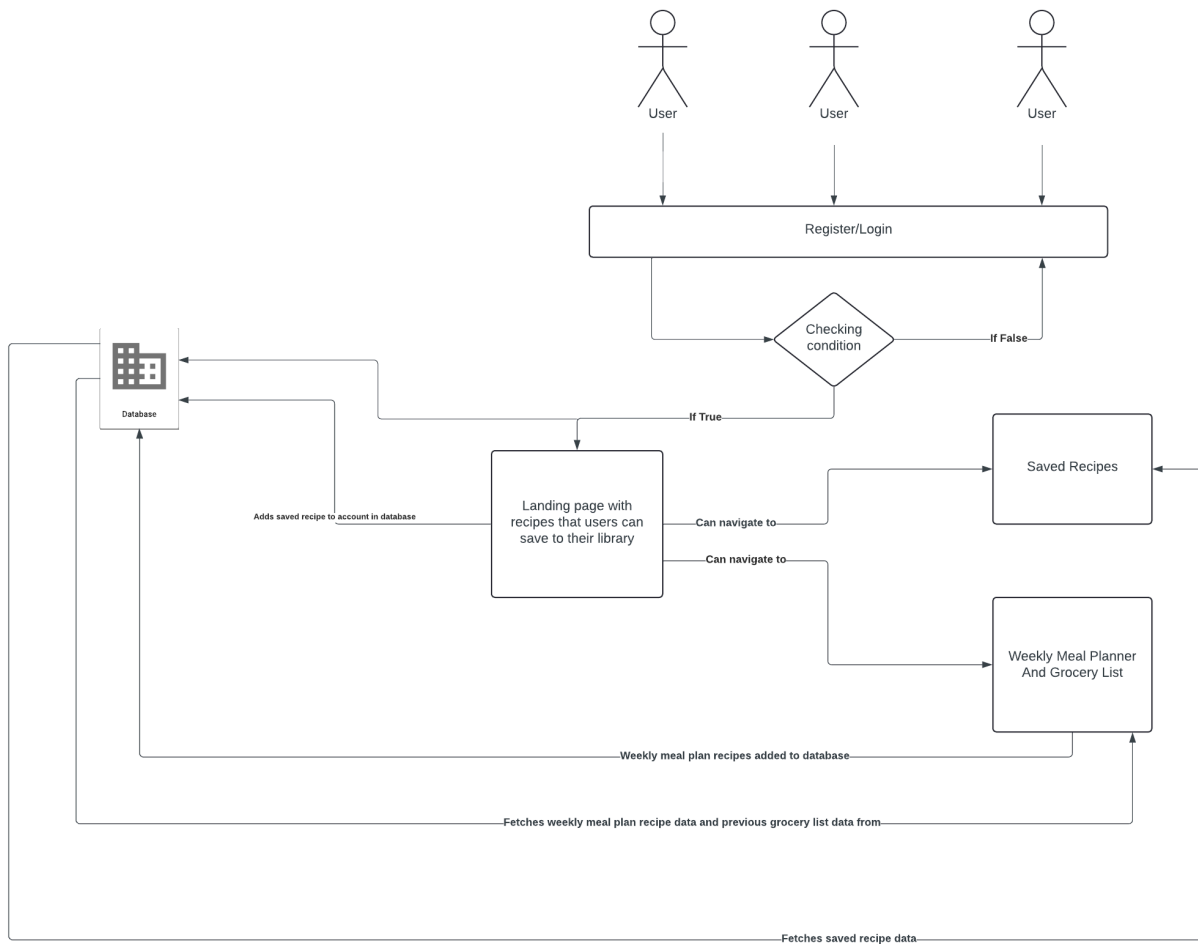 User
User
User
Register/Login
Checking
condition
If False
Database
If True
Saved Recipes
Landing page with
recipes that users can
save to their library
Adds saved recipe to account in database
Can navigate to
Can navigate to
Weekly Meal Planner
And Grocery List
Weekly meal plan recipes added to database
Fetches weekly meal plan recipe data and previous grocery list data from
Fetches saved recipe data